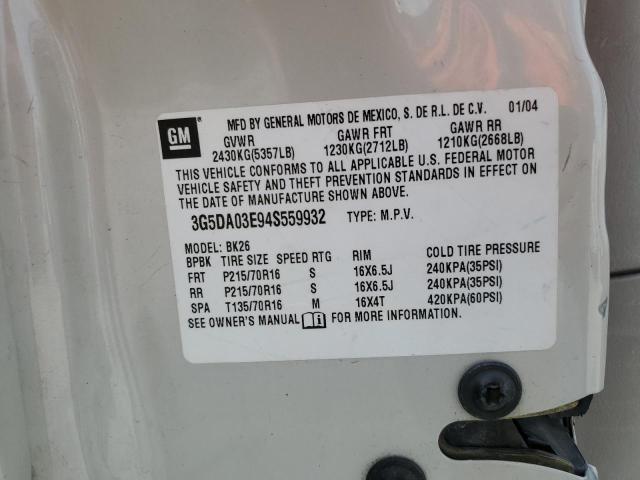 MFD BY GENERAL MOTORS DE MEXICO, S. DE R.L. DE C.V. 01/04
GM
GVWR GAWR FRT GAWR RR
2430KG(5357LB) 1230KG(2712LB) 1210KG(2668LB)
THIS VEHICLE CONFORMS TO ALL APPLICABLE U.S. FEDERAL MOTOR
VEHICLE SAFETY AND THEFT PREVENTION STANDARDS IN EFFECT ON
THE DATE OF MANUFACTURE SHOWN ABOVE.
3G5DA03E94S559932 TYPE: M.P.V.
MODEL: BK26
BPBK TIRE SIZE SPEED RTG RIM COLD TIRE PRESSURE
FRT P215/70R16 S 16X6.5J 240KPA(35PSI)
RR P215/70R16 S 16X6.5J 240KPA(35PSI)
SPA T135/70R16 M 16X4T 420KPA(60PSI)
SEE OWNER'S MANUAL i FOR MORE INFORMATION.